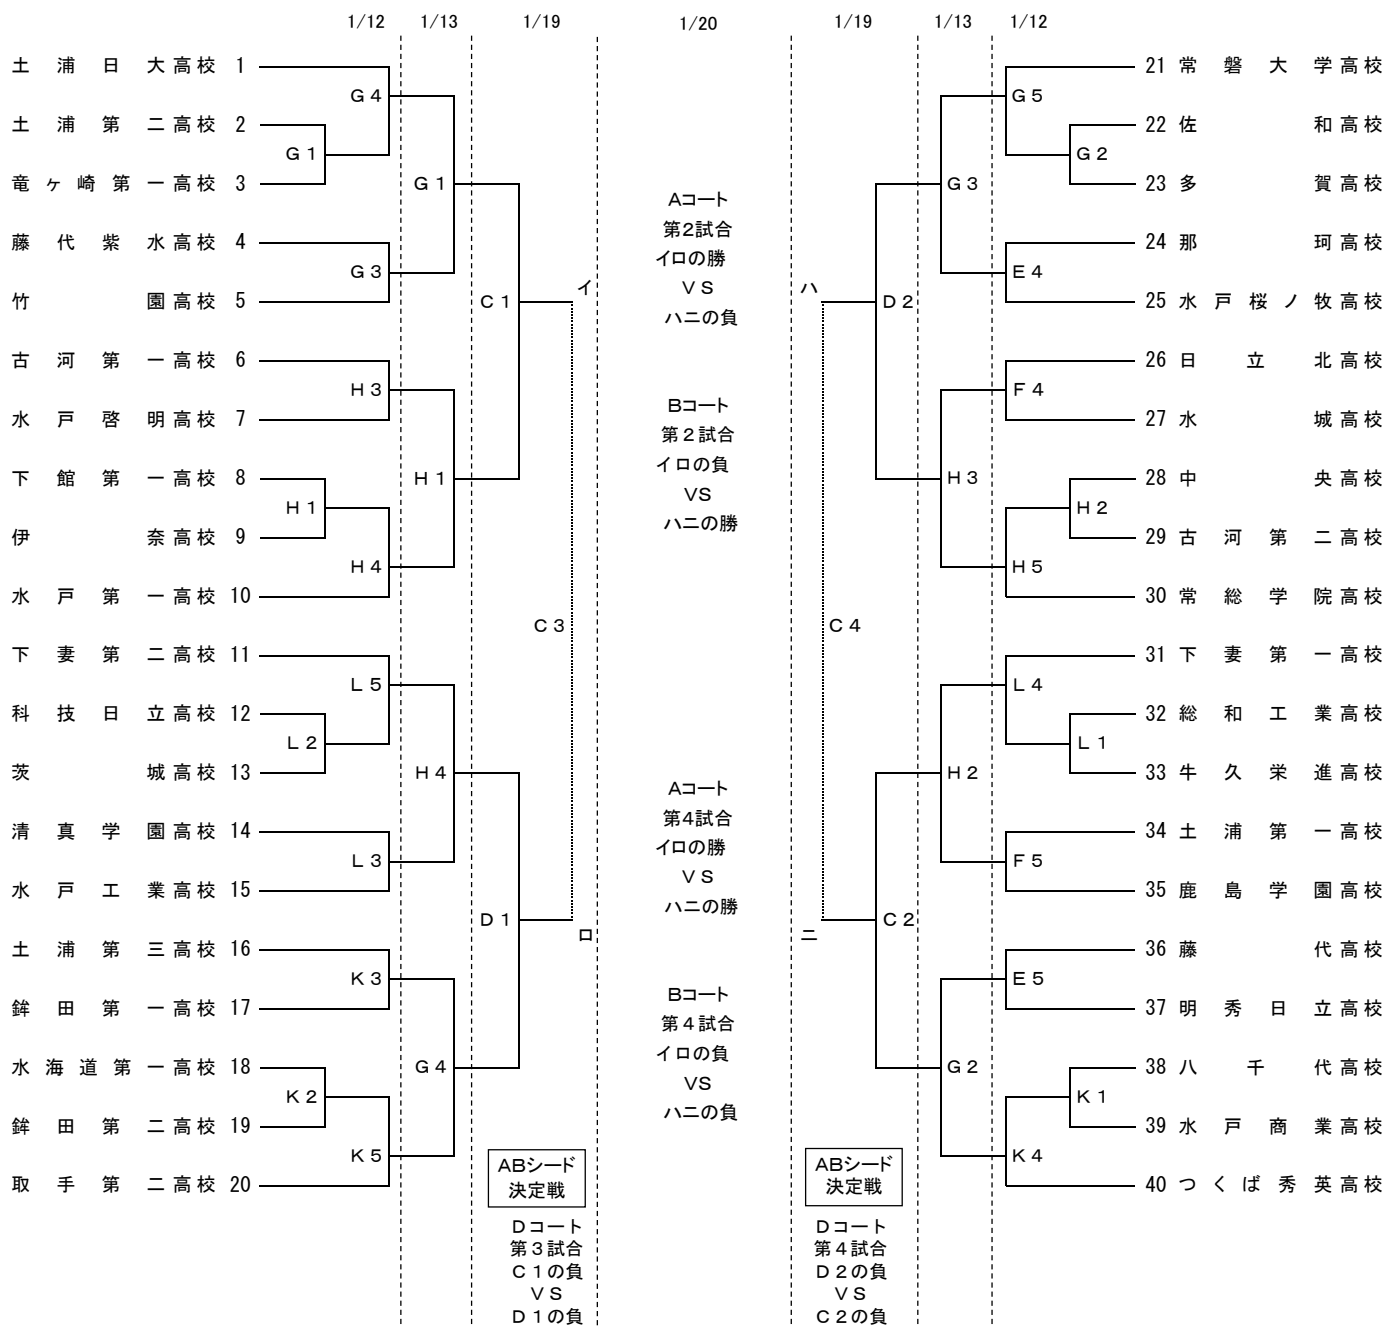 1/12 1/13 1/19 1/20 1/19 1/13 1/12
土浦日大高校 1
土浦第二高校 2
竜ヶ崎第一高校 3
藤代紫水高校 4
竹園高校 5
古河第一高校 6
水戸啓明高校 7
下館第一高校 8
伊奈高校 9
水戸第一高校 10
下妻第二高校 11
科技日立高校 12
茨城高校 13
清真学園高校 14
水戸工業高校 15
土浦第三高校 16
鉾田第一高校 17
水海道第一高校 18
鉾田第二高校 19
取手第二高校 20
G1
H1
L2
K2
G4
G3
H3
H4
L5
L3
K3
K5
G1
H1
H4
G4
C1
D1
イ
ロ
C3
ABシード
決定戦
Dコート
第3試合
C1の負
VS
D1の負
Aコート
第2試合
イロの勝
VS
ハニの負
Bコート
第2試合
イロの負
VS
ハニの勝
Aコート
第4試合
イロの勝
VS
ハニの勝
Bコート
第4試合
イロの負
VS
ハニの負
ハ
ニ
C4
D2
C2
ABシード
決定戦
Dコート
第4試合
D2の負
VS
C2の負
G3
H3
H2
G2
G5
E4
F4
H5
L4
F5
E5
K4
G2
H2
L1
K1
21 常磐大学高校
22 佐和高校
23 多賀高校
24 那珂高校
25 水戸桜ノ牧高校
26 日立北高校
27 水城高校
28 中央高校
29 古河第二高校
30 常総学院高校
31 下妻第一高校
32 総和工業高校
33 牛久栄進高校
34 土浦第一高校
35 鹿島学園高校
36 藤代高校
37 明秀日立高校
38 八千代高校
39 水戸商業高校
40 つくば秀英高校